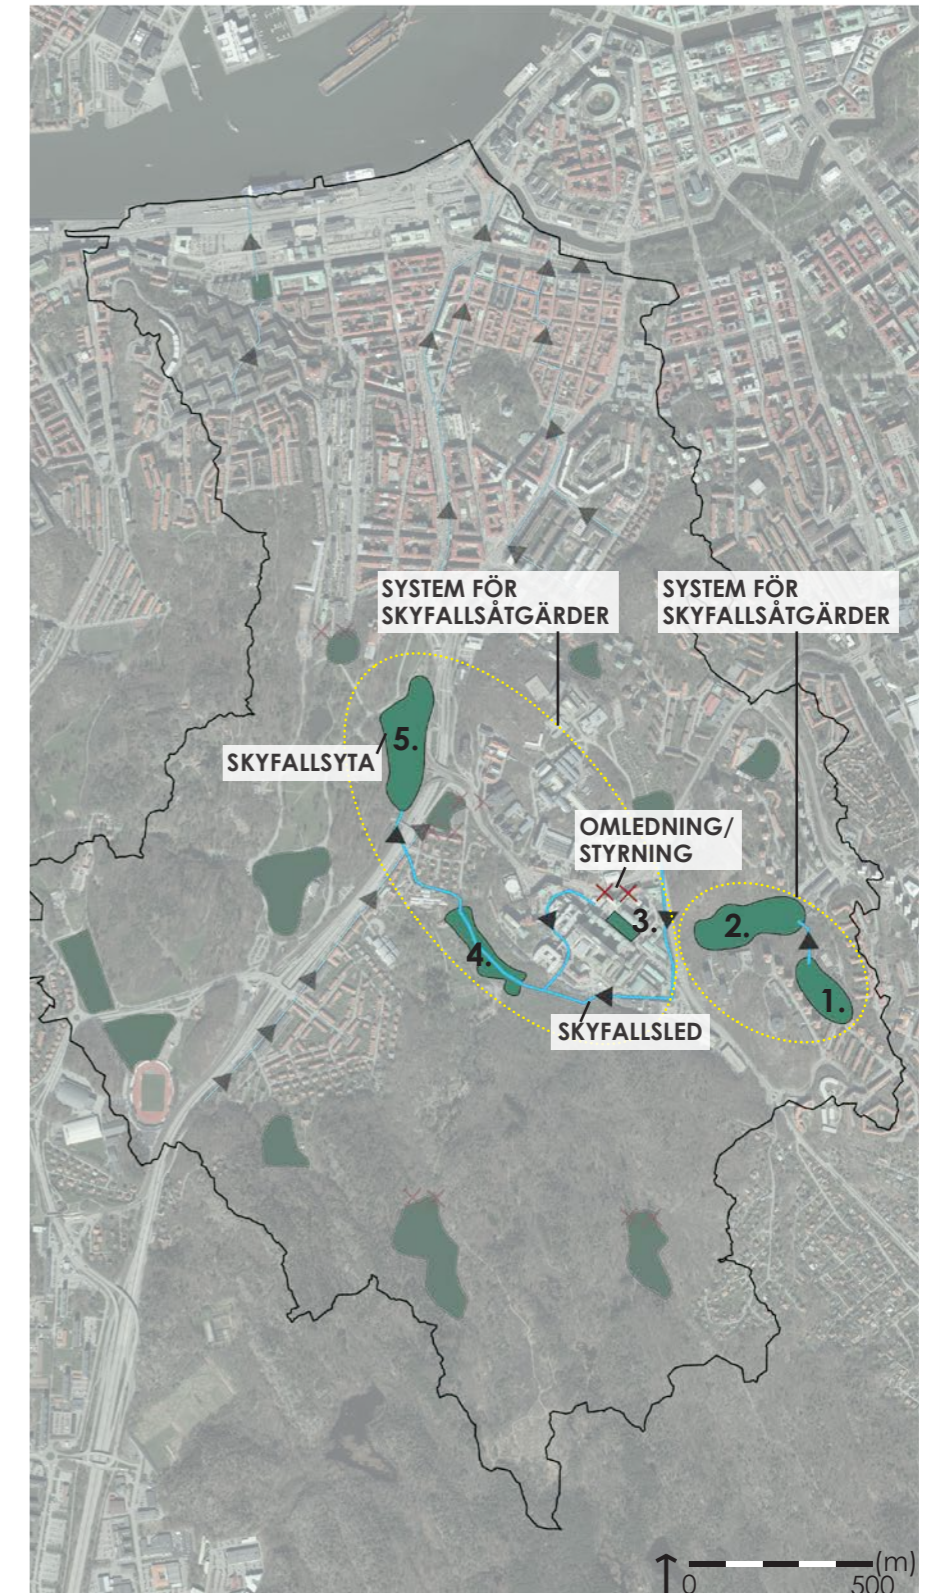 SYSTEM FÖR
SKYFALLSÅTGÄRDER
SYSTEM FÖR
SKYFALLSÅTGÄRDER
5.
SKYFALLSYTA
OMLEDNING/
STYRNING
3.
2.
4.
1.
SKYFALLSLED
(m)
0 500